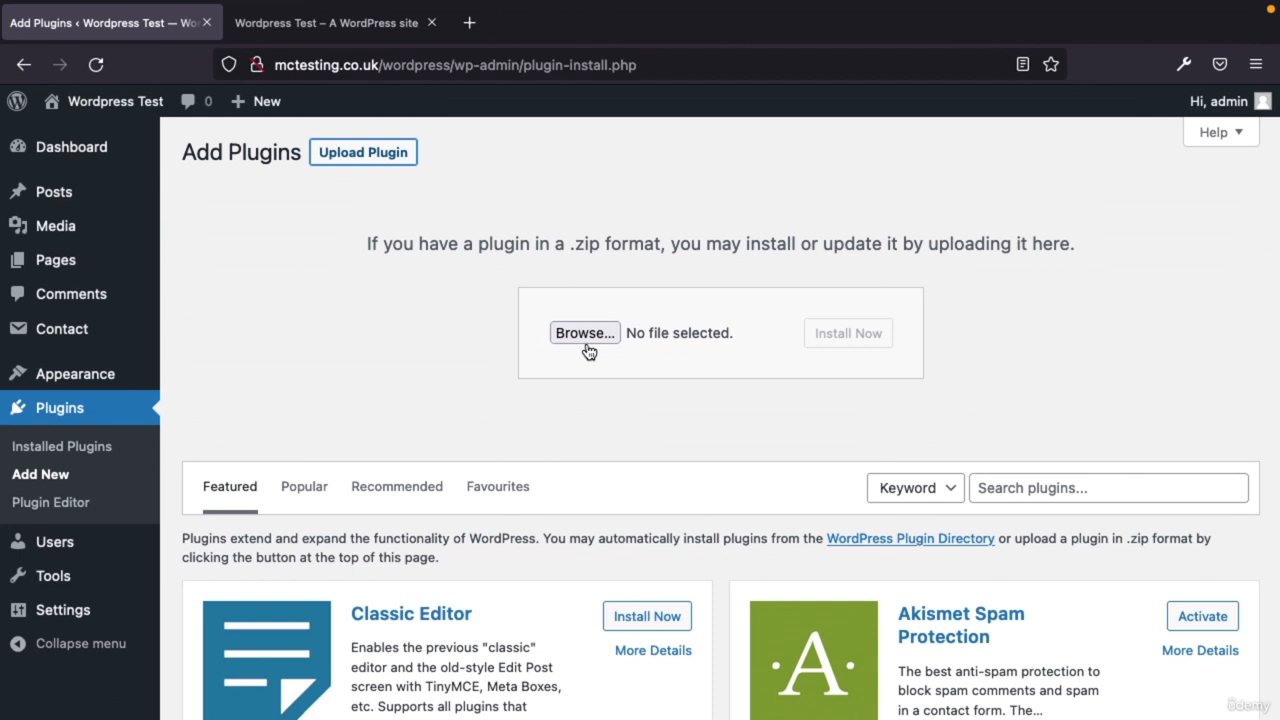 Add Plugins ‹ Wordpress Test — Wo
Wordpress Test – A WordPress site
mctesting.co.uk/wordpress/wp-admin/plugin-install.php
Wordpress Test
0
New
Hi, admin
Help
Dashboard
Posts
Media
Pages
Comments
Contact
Appearance
Plugins
Installed Plugins
Add New
Plugin Editor
Users
Tools
Settings
Collapse menu
Add Plugins
Upload Plugin
If you have a plugin in a .zip format, you may install or update it by uploading it here.
Browse... No file selected.
Install Now
Featured
Popular
Recommended
Favourites
Keyword
Search plugins...
Plugins extend and expand the functionality of WordPress. You may automatically install plugins from the WordPress Plugin Directory or upload a plugin in .zip format by
clicking the button at the top of this page.
Classic Editor
Install Now
More Details
Enables the previous "classic"
editor and the old-style Edit Post
screen with TinyMCE, Meta Boxes,
etc. Supports all plugins that
·A·
Akismet Spam
Protection
Activate
More Details
The best anti-spam protection to
block spam comments and spam
in a contact form. The...
ûdemy